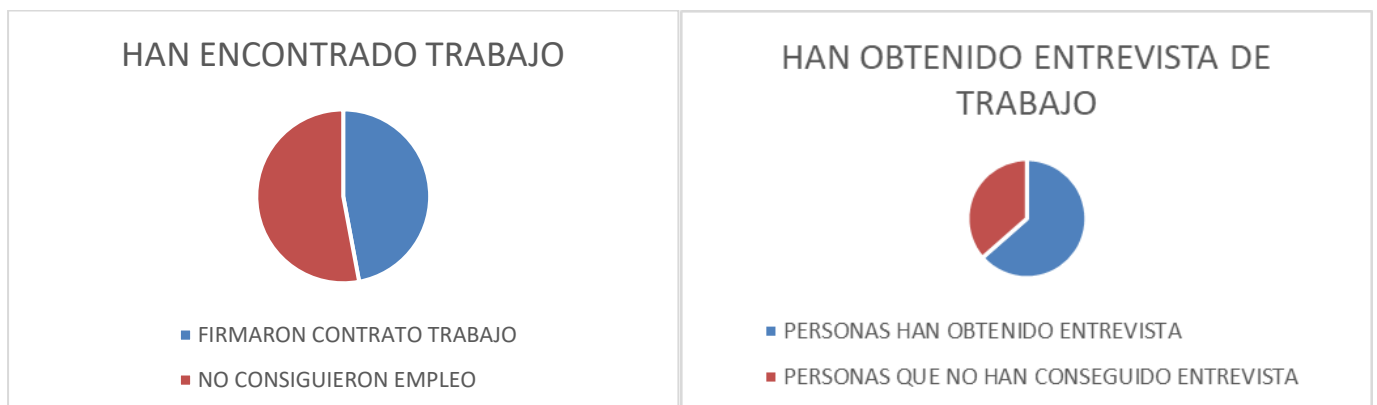 HAN ENCONTRADO TRABAJO
FIRMARON CONTRATO TRABAJO
NO CONSIGUIERON EMPLEO
HAN OBTENIDO ENTREVISTA DE
TRABAJO
PERSONAS HAN OBTENIDO ENTREVISTA
PERSONAS QUE NO HAN CONSEGUIDO ENTREVISTA